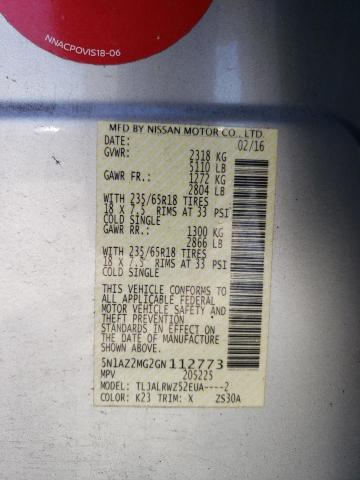 NNACPOVIS18-06
MFD BY NISSAN MOTOR CO., LTD.
DATE: 02/16
GVWR: 2318 KG
5110 LB
GAWR FR.: 1272 KG
2804 LB
WITH 235/65R18 TIRES
18 X 7.5 RIMS AT 33 PSI
COLD SINGLE
GAWR RR.: 1300 KG
2866 LB
WITH 235/65R18 TIRES
18 X 7.5 RIMS AT 33 PSI
COLD SINGLE
THIS VEHICLE CONFORMS TO
ALL APPLICABLE FEDERAL
MOTOR VEHICLE SAFETY AND
THEFT PREVENTION
STANDARDS IN EFFECT ON
THE DATE OF MANUFACTURE
SHOWN ABOVE.
5N1AZ2MG2GN112773
MPV 205225
MODEL: TLJALRWZ52EUA----2
COLOR: K23 TRIM: X ZS30A